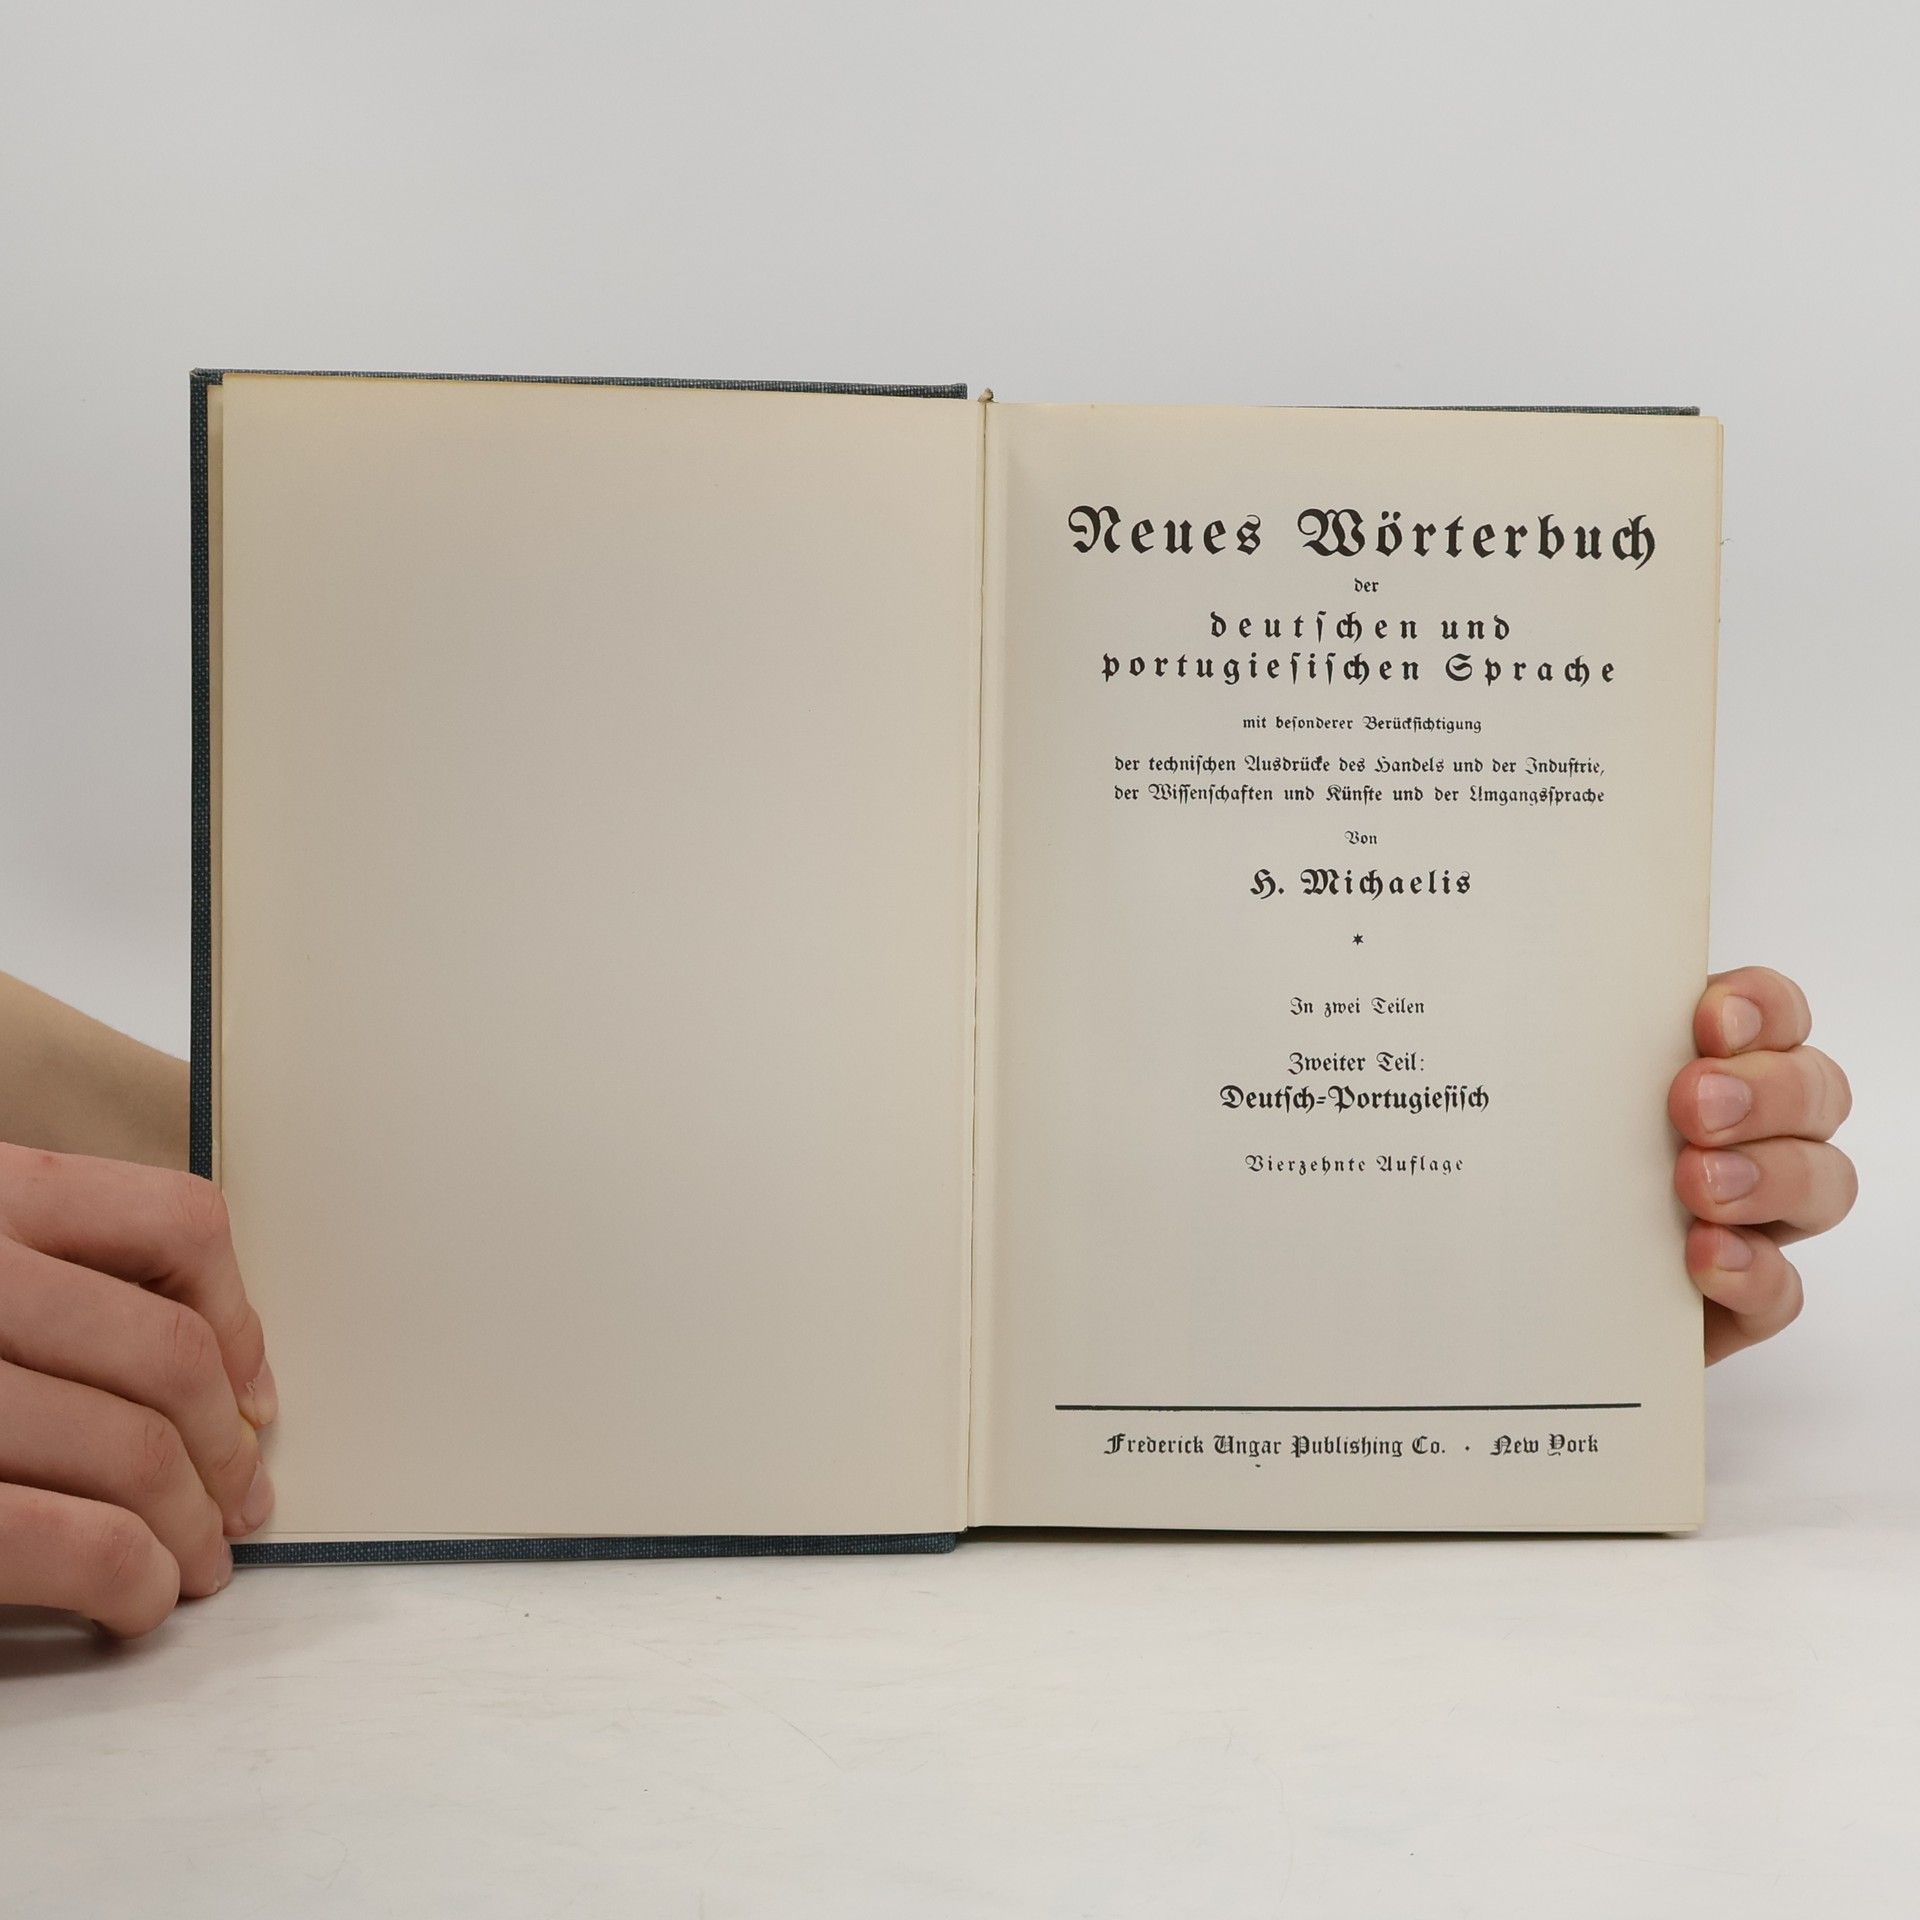 Neues Wörterbuch
der
deutſchen und
portugieſiſchen Sprache
mit beſonderer Berückſichtigung
der techniſchen Ausdrücke des Handels und der Induſtrie,
der Wiſſenſchaften und Künſte und der Umgangsſprache
Von
H. Michaelis
*
In zwei Teilen
Zweiter Teil:
Deutſch-Portugieſiſch
Vierzehnte Auflage
Frederick Ungar Publishing Co. · New York